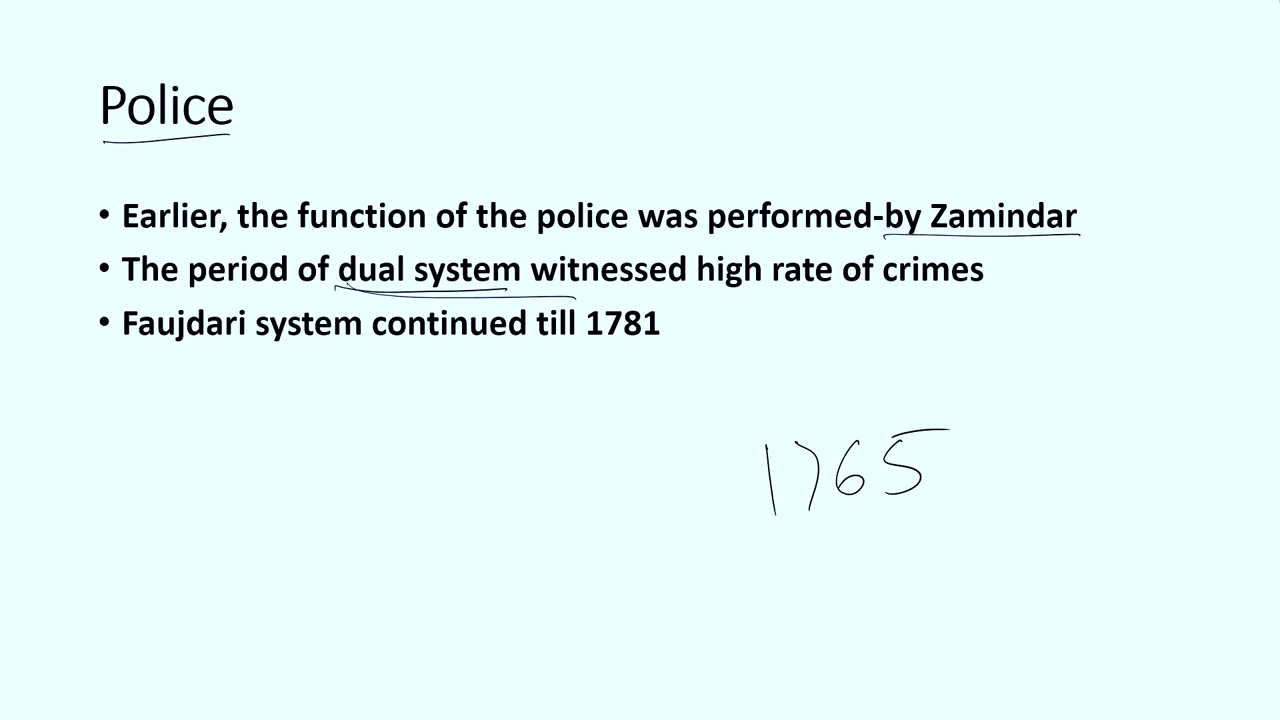 Police
• Earlier, the function of the police was performed-by Zamindar
• The period of dual system witnessed high rate of crimes
• Faujdari system continued till 1781
1765